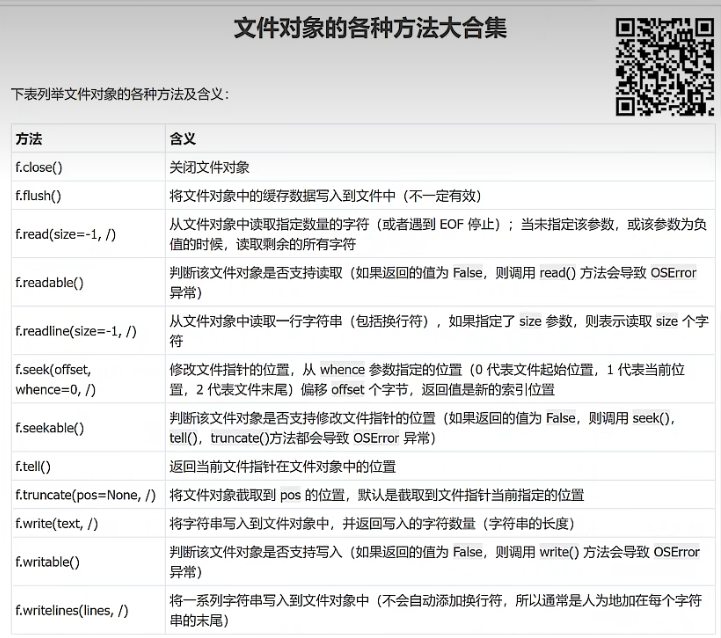 文件对象的各种方法大合集
下表列举文件对象的各种方法及含义：
方法 含义
f.close() 关闭文件对象
f.flush() 将文件对象中的缓存数据写入到文件中（不一定有效）
f.read(size=-1, /) 从文件对象中读取指定数量的字符（或者遇到 EOF 停止）；当未指定该参数，或该参数为负
值的时候，读取剩余的所有字符
f.readable() 判断该文件对象是否支持读取（如果返回的值为 False，则调用 read() 方法会导致 OSError
异常）
f.readline(size=-1, /) 从文件对象中读取一行字符串（包括换行符），如果指定了 size 参数，则表示读取 size 个字
符
f.seek(offset, 修改文件指针的位置，从 whence 参数指定的位置（0 代表文件起始位置，1 代表当前位
whence=0, /) 置，2 代表文件末尾）偏移 offset 个字节，返回值是新的索引位置
f.seekable() 判断该文件对象是否支持修改文件指针的位置（如果返回的值为 False，则调用 seek()，
tell()，truncate()方法都会导致 OSError 异常）
f.tell() 返回当前文件指针在文件对象中的位置
f.truncate(pos=None, /) 将文件对象截取到 pos 的位置，默认是截取到文件指针当前指定的位置
f.write(text, /) 将字符串写入到文件对象中，并返回写入的字符数量（字符串的长度）
f.writable() 判断该文件对象是否支持写入（如果返回的值为 False，则调用 write() 方法会导致 OSError
异常）
f.writelines(lines, /) 将一系列字符串写入到文件对象中（不会自动添加换行符，所以通常是人为地加在每个字符
串的末尾）